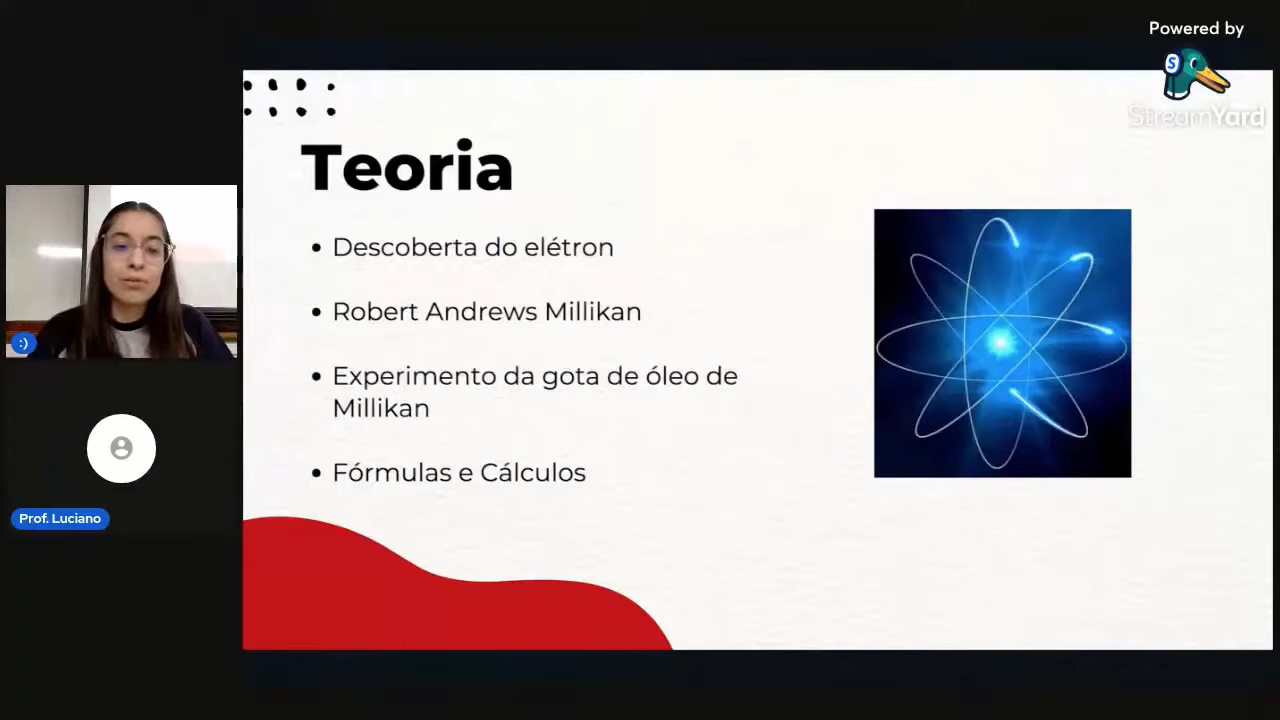 Powered by
S
StreamYard
Teoria
• Descoberta do elétron
• Robert Andrews Millikan
• Experimento da gota de óleo de
Millikan
• Fórmulas e Cálculos
:)
Prof. Luciano